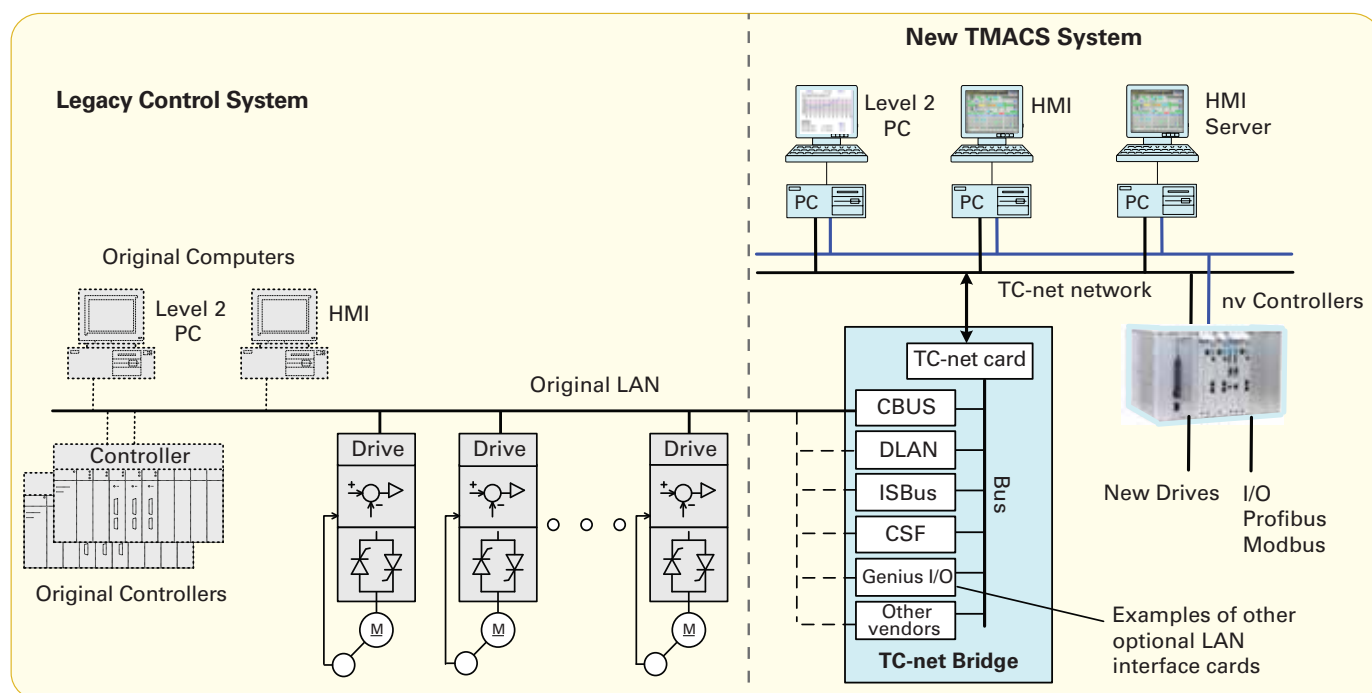 New TMACS System
Legacy Control System
Level 2
PC
HMI
HMI
Server
PC
PC
PC
Original Computers
Level 2
PC
HMI
TC-net network
nv Controllers
TC-net card
Original LAN
CBUS
DLAN
ISBus
CSF
Genius I/O
Other
vendors
Bus
TC-net Bridge
Controller
Original Controllers
Drive
Drive
Drive
+
-
+
-
+
-
M
M
M
New Drives
I/O
Profibus
Modbus
Examples of other
optional LAN
interface cards